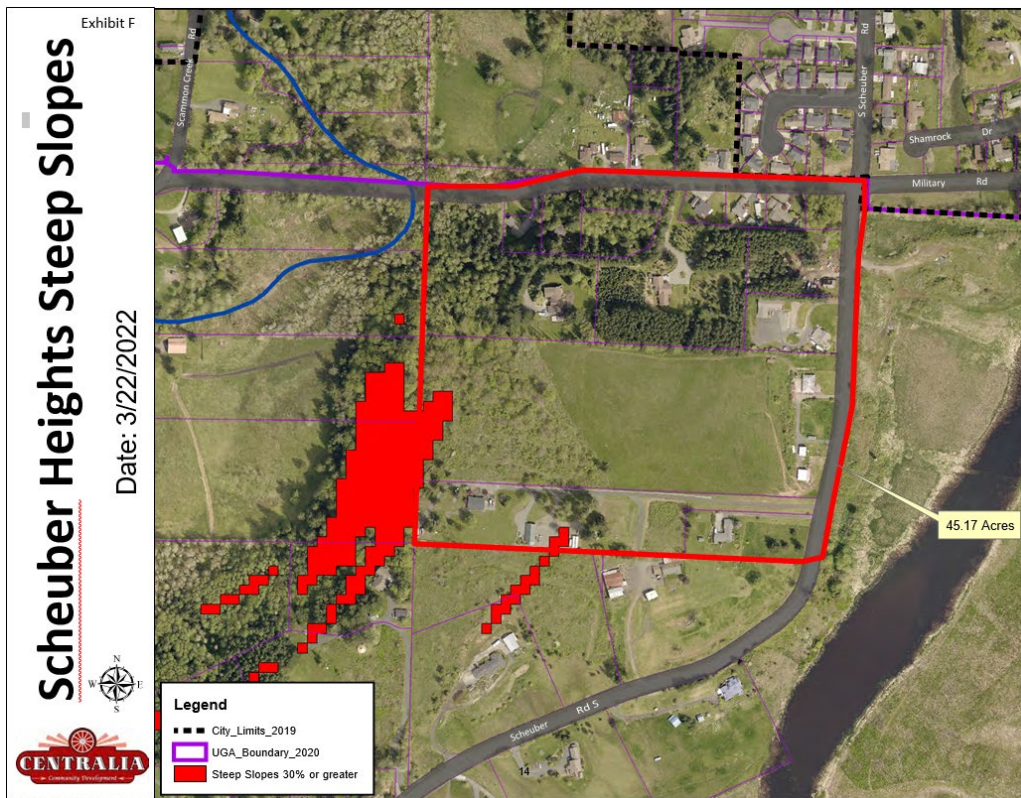 Exhibit F
Scheuber Heights Steep Slopes
Date: 3/22/2022
N
W E
S
CENTRALIA
Community Development
Scammon Creek Rd
S Scheuber Rd
Shamrock Dr
Military Rd
45.17 Acres
Scheuber Rd S
14
Legend
City_Limits_2019
UGA_Boundary_2020
Steep Slopes 30% or greater